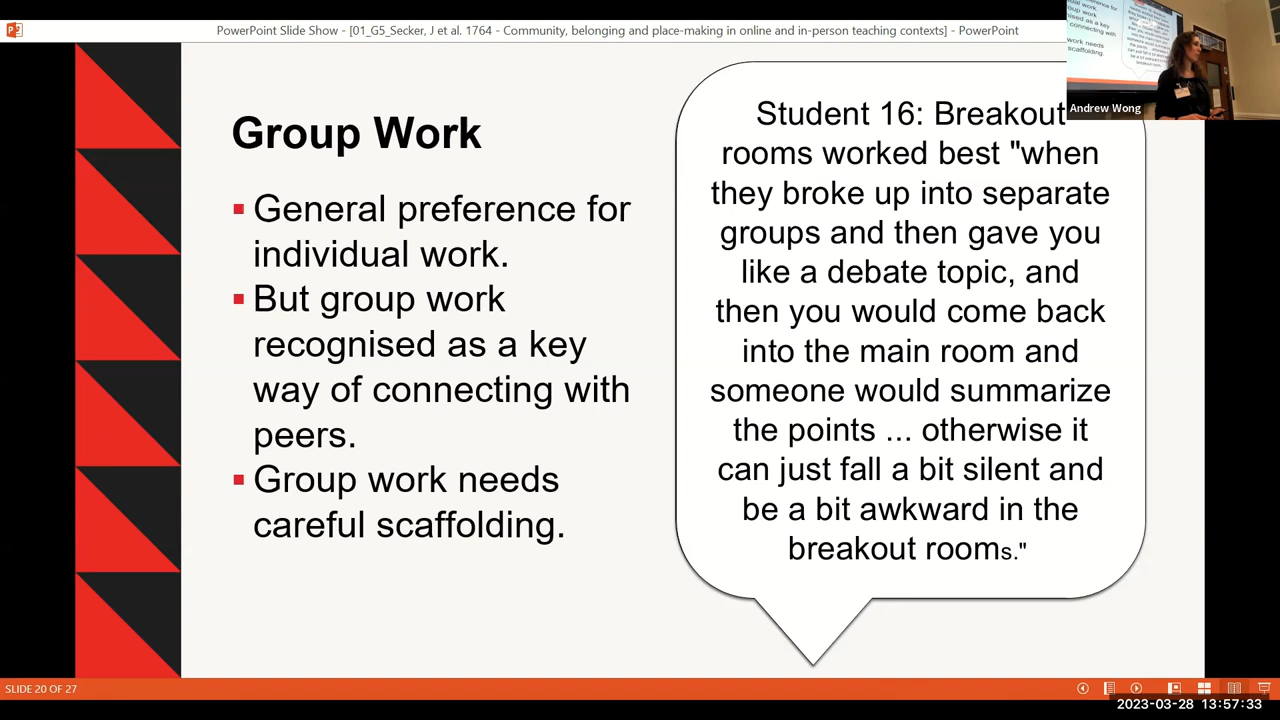 PowerPoint Slide Show - [01_G5_Secker, J et al. 1764 - Community, belonging and place-making in online and in-person teaching contexts] - PowerPoint
Andrew Wong
Group Work
General preference for
individual work.
But group work
recognised as a key
way of connecting with
peers.
Group work needs
careful scaffolding.
Student 16: Breakout
rooms worked best "when
they broke up into separate
groups and then gave you
like a debate topic, and
then you would come back
into the main room and
someone would summarize
the points ... otherwise it
can just fall a bit silent and
be a bit awkward in the
breakout rooms."
SLIDE 20 OF 27
2023-03-28 13:57:33